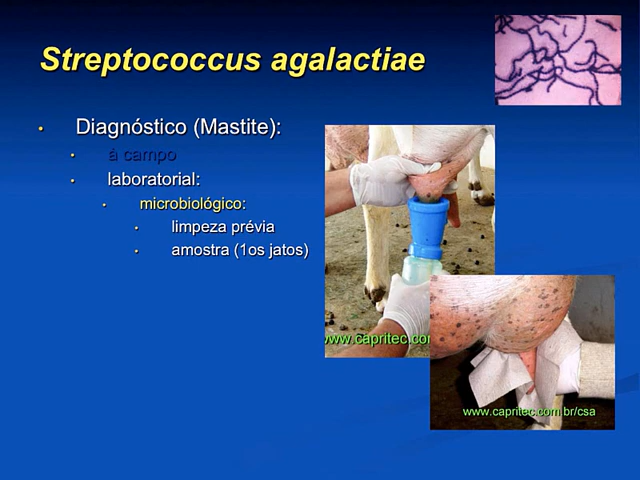 Streptococcus agalactiae
• Diagnóstico (Mastite):
• à campo
• laboratorial:
• microbiológico:
• limpeza prévia
• amostra (1os jatos)
www.capritec.com
www.capritec.com.br/csa